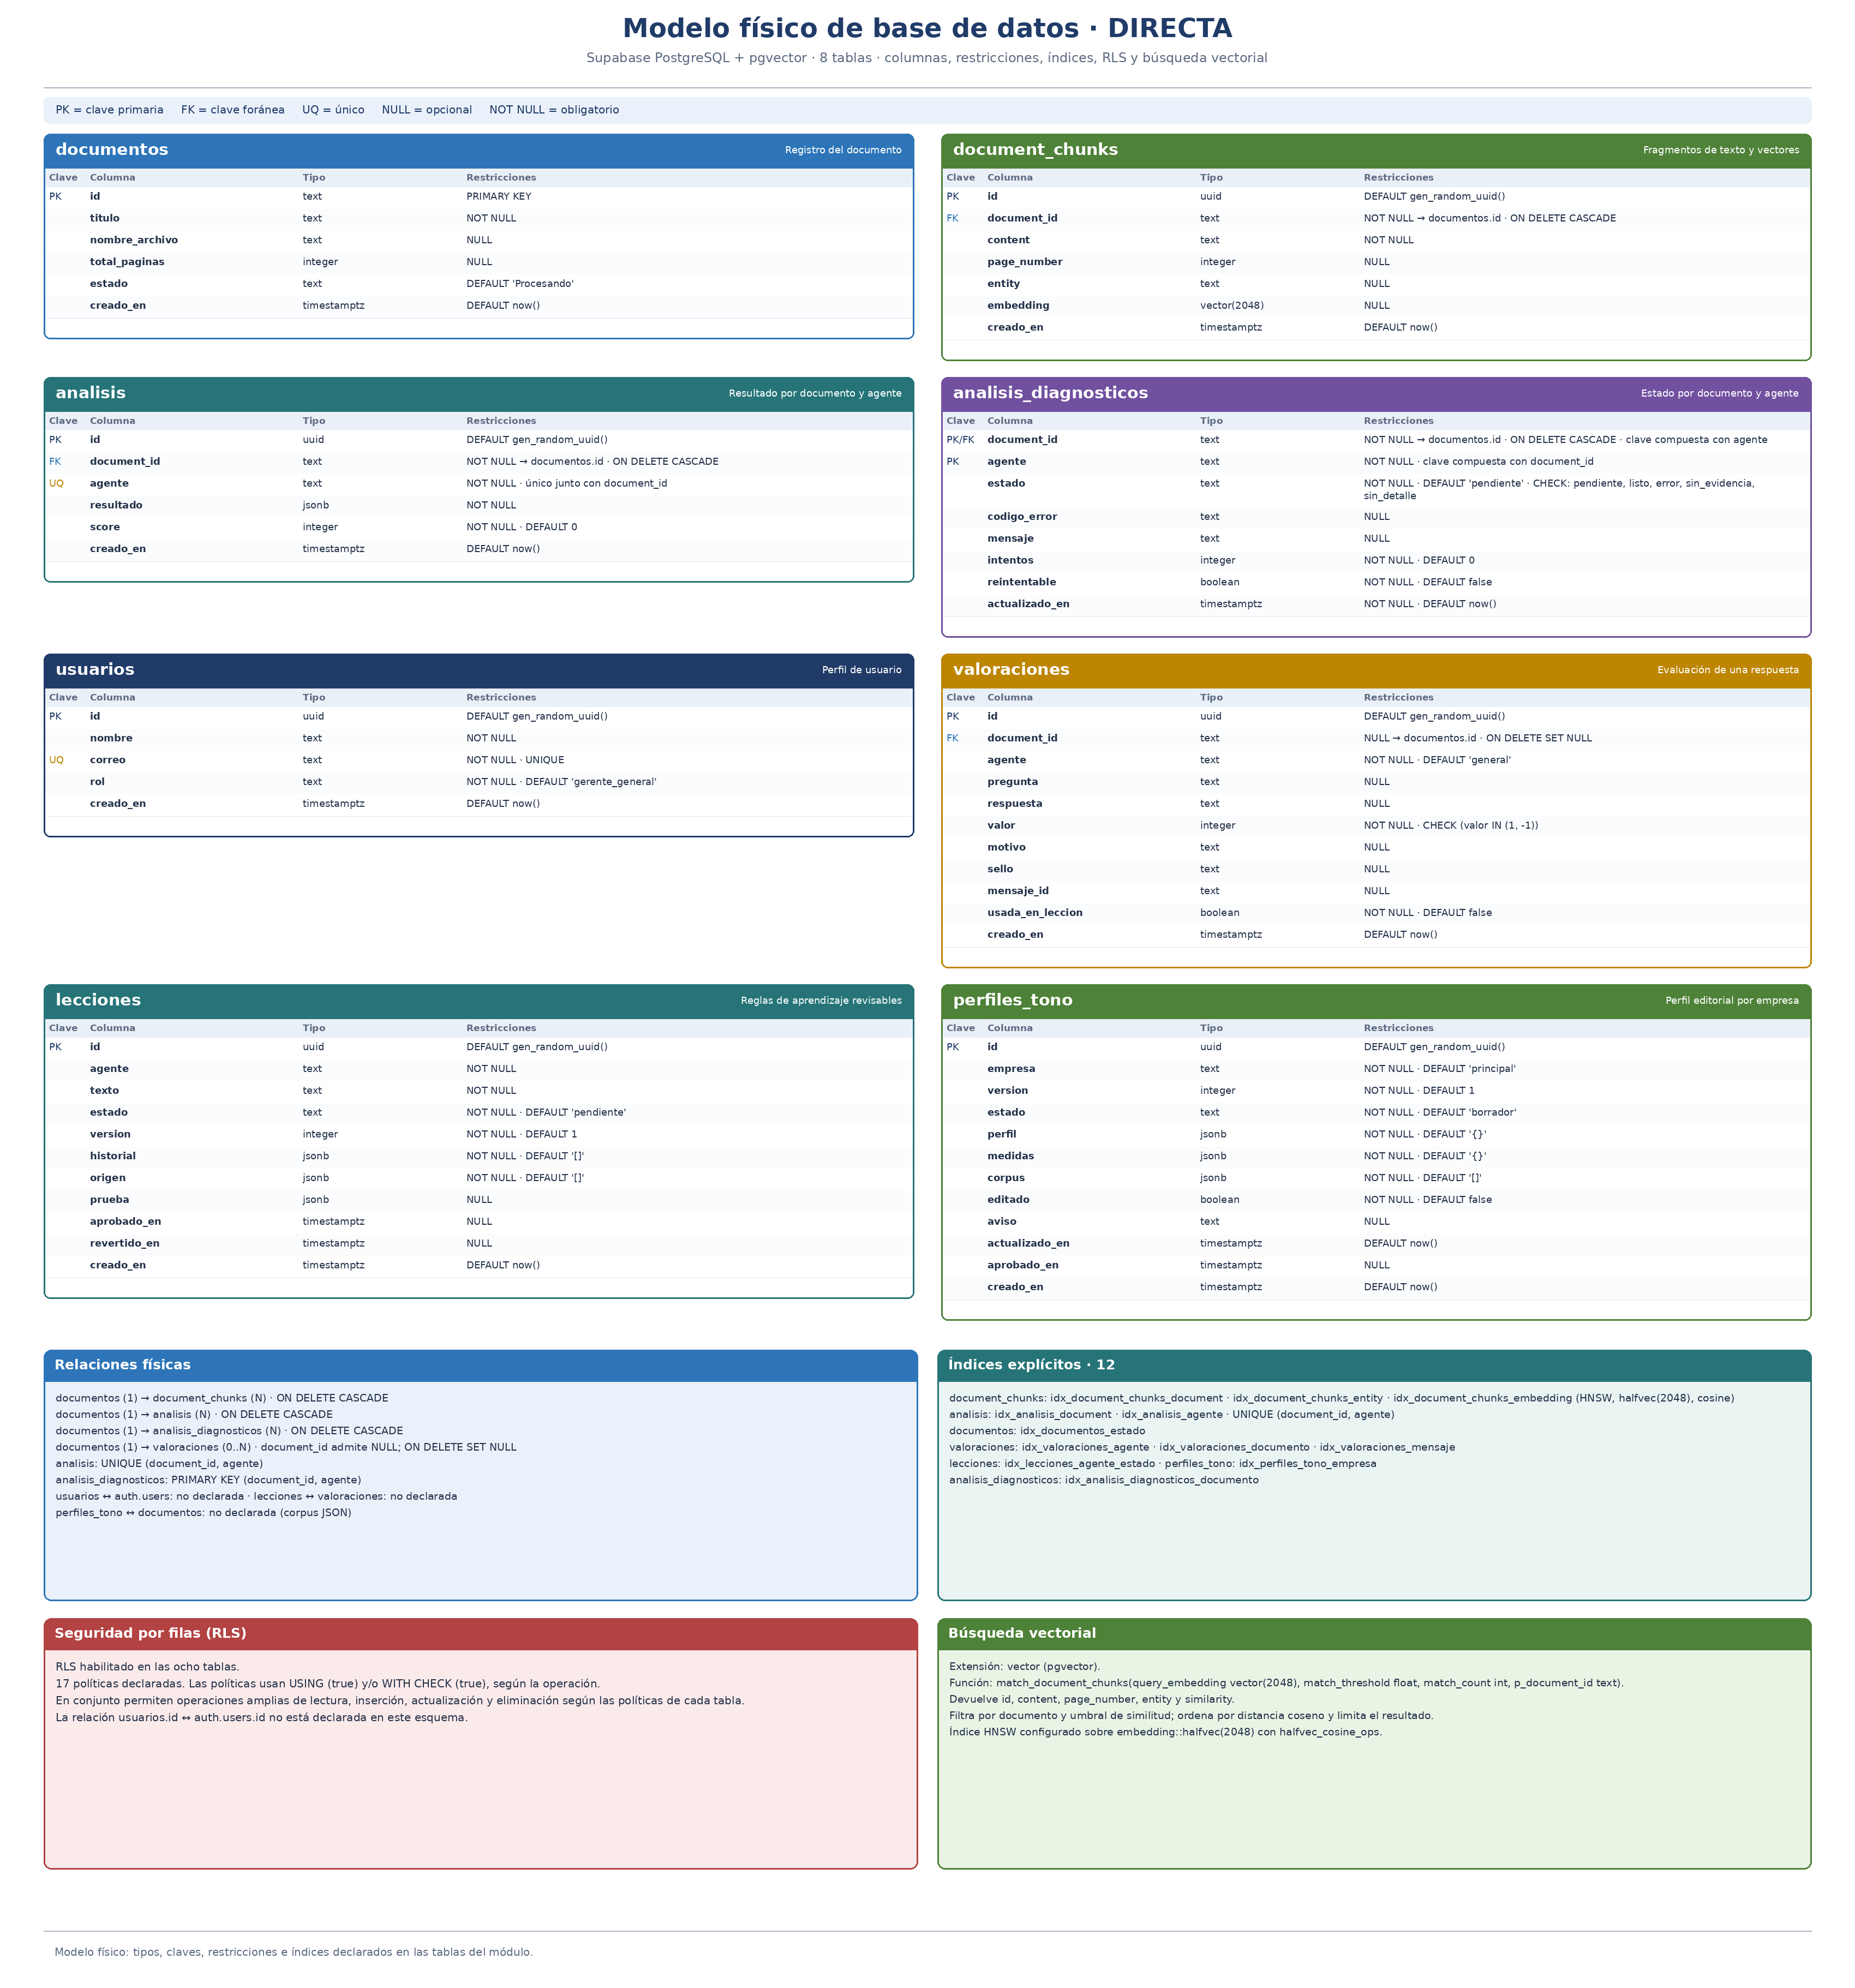 Modelo físico de base de datos · DIRECTA
Supabase PostgreSQL + pgvector · 8 tablas · columnas, restricciones, índices, RLS y búsqueda vectorial
PK = clave primaria FK = clave foránea UQ = único NULL = opcional NOT NULL = obligatorio
documentos Registro del documento
Clave Columna Tipo Restricciones
PK id text PRIMARY KEY
titulo text NOT NULL
nombre_archivo text NULL
total_paginas integer NULL
estado text DEFAULT 'Procesando'
creado_en timestamptz DEFAULT now()
document_chunks Fragmentos de texto y vectores
Clave Columna Tipo Restricciones
PK id uuid DEFAULT gen_random_uuid()
FK document_id text NOT NULL → documentos.id · ON DELETE CASCADE
content text NOT NULL
page_number integer NULL
entity text NULL
embedding vector(2048) NULL
creado_en timestamptz DEFAULT now()
analisis Resultado por documento y agente
Clave Columna Tipo Restricciones
PK id uuid DEFAULT gen_random_uuid()
FK document_id text NOT NULL → documentos.id · ON DELETE CASCADE
UQ agente text NOT NULL · único junto con document_id
resultado jsonb NOT NULL
score integer NOT NULL · DEFAULT 0
creado_en timestamptz DEFAULT now()
analisis_diagnosticos Estado por documento y agente
Clave Columna Tipo Restricciones
PK/FK document_id text NOT NULL → documentos.id · ON DELETE CASCADE · clave compuesta con agente
PK agente text NOT NULL · clave compuesta con document_id
estado text NOT NULL · DEFAULT 'pendiente' · CHECK: pendiente, listo, error, sin_evidencia,
sin_detalle
codigo_error text NULL
mensaje text NULL
intentos integer NOT NULL · DEFAULT 0
reintentable boolean NOT NULL · DEFAULT false
actualizado_en timestamptz NOT NULL · DEFAULT now()
usuarios Perfil de usuario
Clave Columna Tipo Restricciones
PK id uuid DEFAULT gen_random_uuid()
nombre text NOT NULL
UQ correo text NOT NULL · UNIQUE
rol text NOT NULL · DEFAULT 'gerente_general'
creado_en timestamptz DEFAULT now()
valoraciones Evaluación de una respuesta
Clave Columna Tipo Restricciones
PK id uuid DEFAULT gen_random_uuid()
FK document_id text NULL → documentos.id · ON DELETE SET NULL
agente text NOT NULL · DEFAULT 'general'
pregunta text NULL
respuesta text NULL
valor integer NOT NULL · CHECK (valor IN (1, -1))
motivo text NULL
sello text NULL
mensaje_id text NULL
usada_en_leccion boolean NOT NULL · DEFAULT false
creado_en timestamptz DEFAULT now()
lecciones Reglas de aprendizaje revisables
Clave Columna Tipo Restricciones
PK id uuid DEFAULT gen_random_uuid()
agente text NOT NULL
texto text NOT NULL
estado text NOT NULL · DEFAULT 'pendiente'
version integer NOT NULL · DEFAULT 1
historial jsonb NOT NULL · DEFAULT '[]'
origen jsonb NOT NULL · DEFAULT '[]'
prueba jsonb NULL
aprobado_en timestamptz NULL
revertido_en timestamptz NULL
creado_en timestamptz DEFAULT now()
perfiles_tono Perfil editorial por empresa
Clave Columna Tipo Restricciones
PK id uuid DEFAULT gen_random_uuid()
empresa text NOT NULL · DEFAULT 'principal'
version integer NOT NULL · DEFAULT 1
estado text NOT NULL · DEFAULT 'borrador'
perfil jsonb NOT NULL · DEFAULT '{}'
medidas jsonb NOT NULL · DEFAULT '{}'
corpus jsonb NOT NULL · DEFAULT '[]'
editado boolean NOT NULL · DEFAULT false
aviso text NULL
actualizado_en timestamptz DEFAULT now()
aprobado_en timestamptz NULL
creado_en timestamptz DEFAULT now()
Relaciones físicas
documentos (1) → document_chunks (N) · ON DELETE CASCADE
documentos (1) → analisis (N) · ON DELETE CASCADE
documentos (1) → analisis_diagnosticos (N) · ON DELETE CASCADE
documentos (1) → valoraciones (0..N) · document_id admite NULL; ON DELETE SET NULL
analisis: UNIQUE (document_id, agente)
analisis_diagnosticos: PRIMARY KEY (document_id, agente)
usuarios ↔ auth.users: no declarada · lecciones ↔ valoraciones: no declarada
perfiles_tono ↔ documentos: no declarada (corpus JSON)
Índices explícitos · 12
document_chunks: idx_document_chunks_document · idx_document_chunks_entity · idx_document_chunks_embedding (HNSW, halfvec(2048), cosine)
analisis: idx_analisis_document · idx_analisis_agente · UNIQUE (document_id, agente)
documentos: idx_documentos_estado
valoraciones: idx_valoraciones_agente · idx_valoraciones_documento · idx_valoraciones_mensaje
lecciones: idx_lecciones_agente_estado · perfiles_tono: idx_perfiles_tono_empresa
analisis_diagnosticos: idx_analisis_diagnosticos_documento
Seguridad por filas (RLS)
RLS habilitado en las ocho tablas.
17 políticas declaradas. Las políticas usan USING (true) y/o WITH CHECK (true), según la operación.
En conjunto permiten operaciones amplias de lectura, inserción, actualización y eliminación según las políticas de cada tabla.
La relación usuarios.id ↔ auth.users.id no está declarada en este esquema.
Búsqueda vectorial
Extensión: vector (pgvector).
Función: match_document_chunks(query_embedding vector(2048), match_threshold float, match_count int, p_document_id text).
Devuelve id, content, page_number, entity y similarity.
Filtra por documento y umbral de similitud; ordena por distancia coseno y limita el resultado.
Índice HNSW configurado sobre embedding::halfvec(2048) con halfvec_cosine_ops.
Modelo físico: tipos, claves, restricciones e índices declarados en las tablas del módulo.